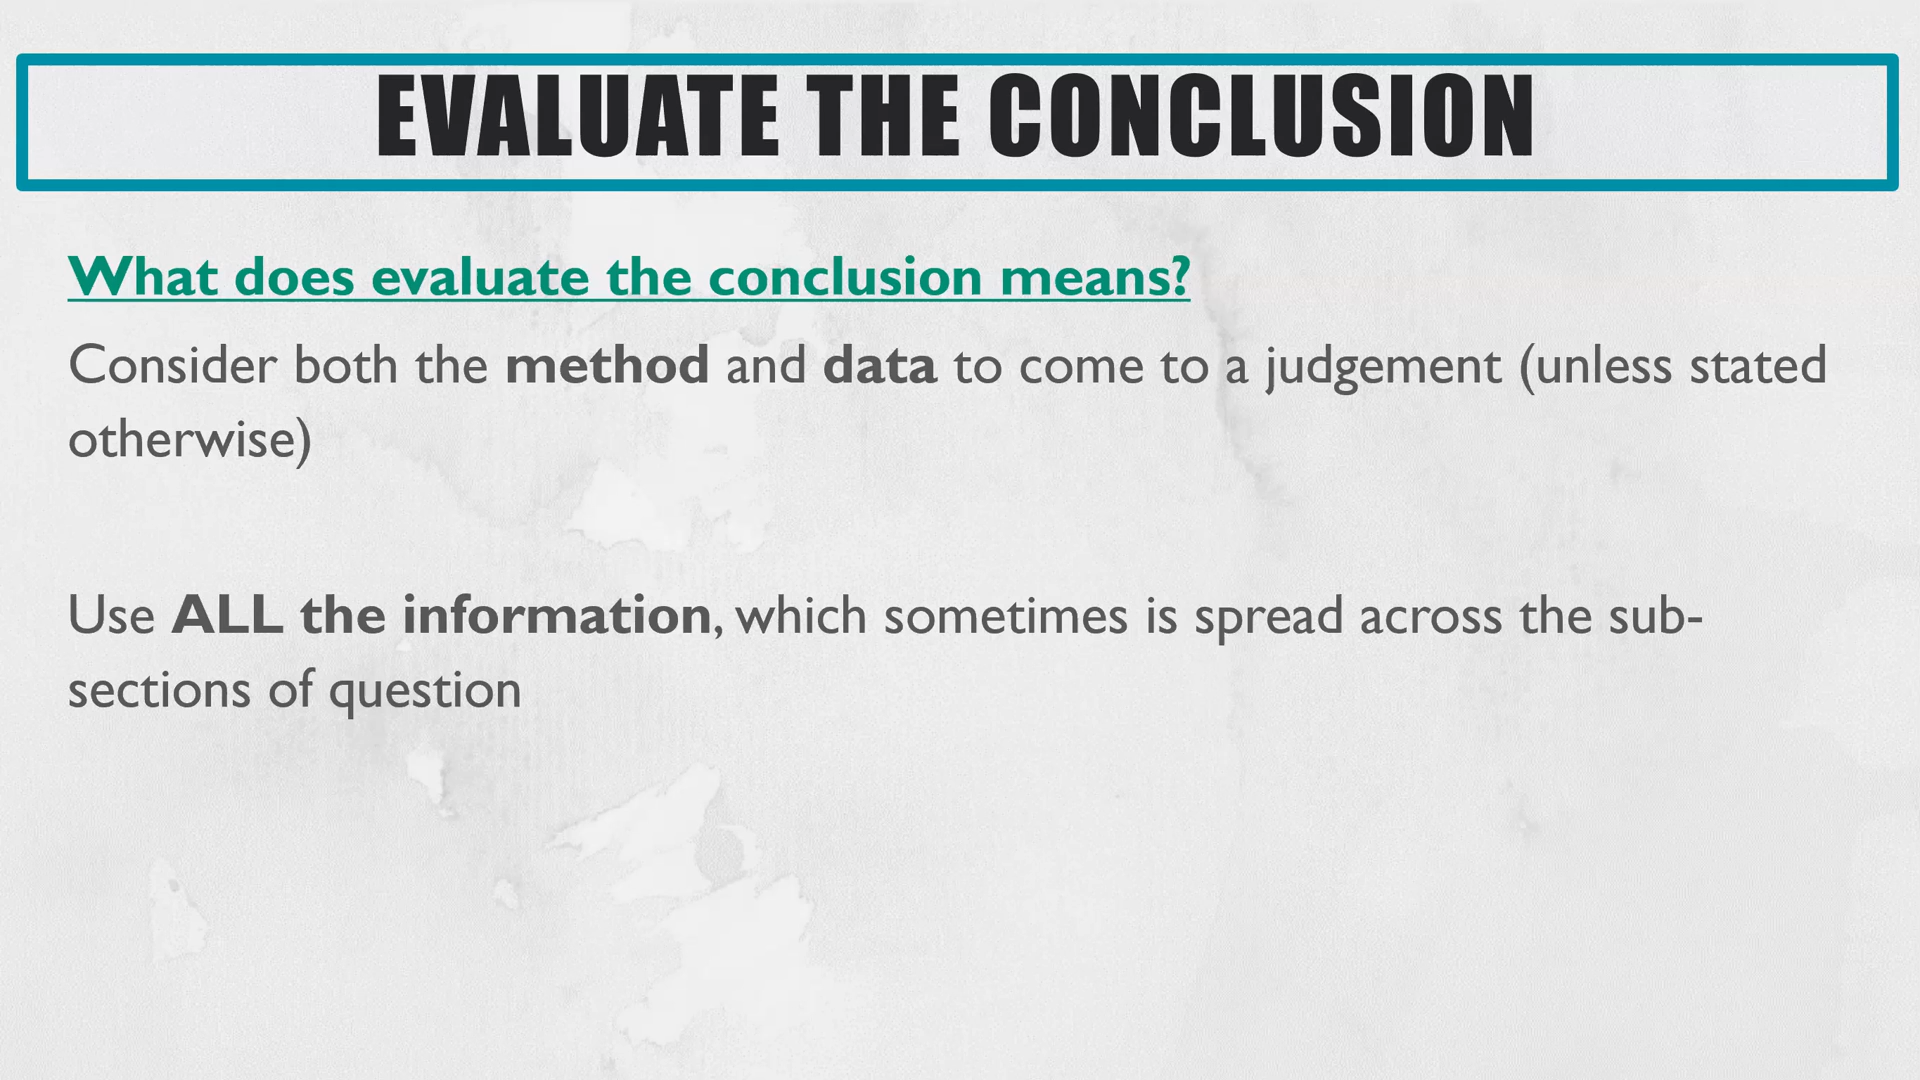 EVALUATE THE CONCLUSION
What does evaluate the conclusion means?
Consider both the method and data to come to a judgement (unless stated
otherwise)
Use ALL the information, which sometimes is spread across the sub-
sections of question